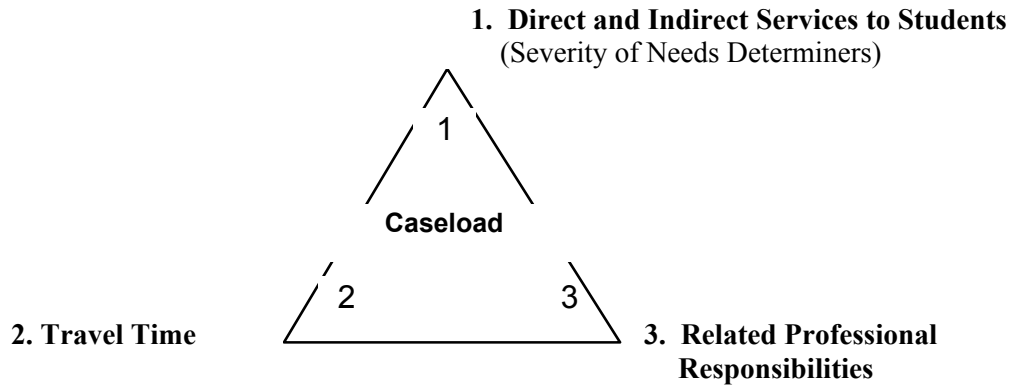 1. Direct and Indirect Services to Students
(Severity of Needs Determiners)
1
Caseload
2
3
2. Travel Time
3. Related Professional
Responsibilities